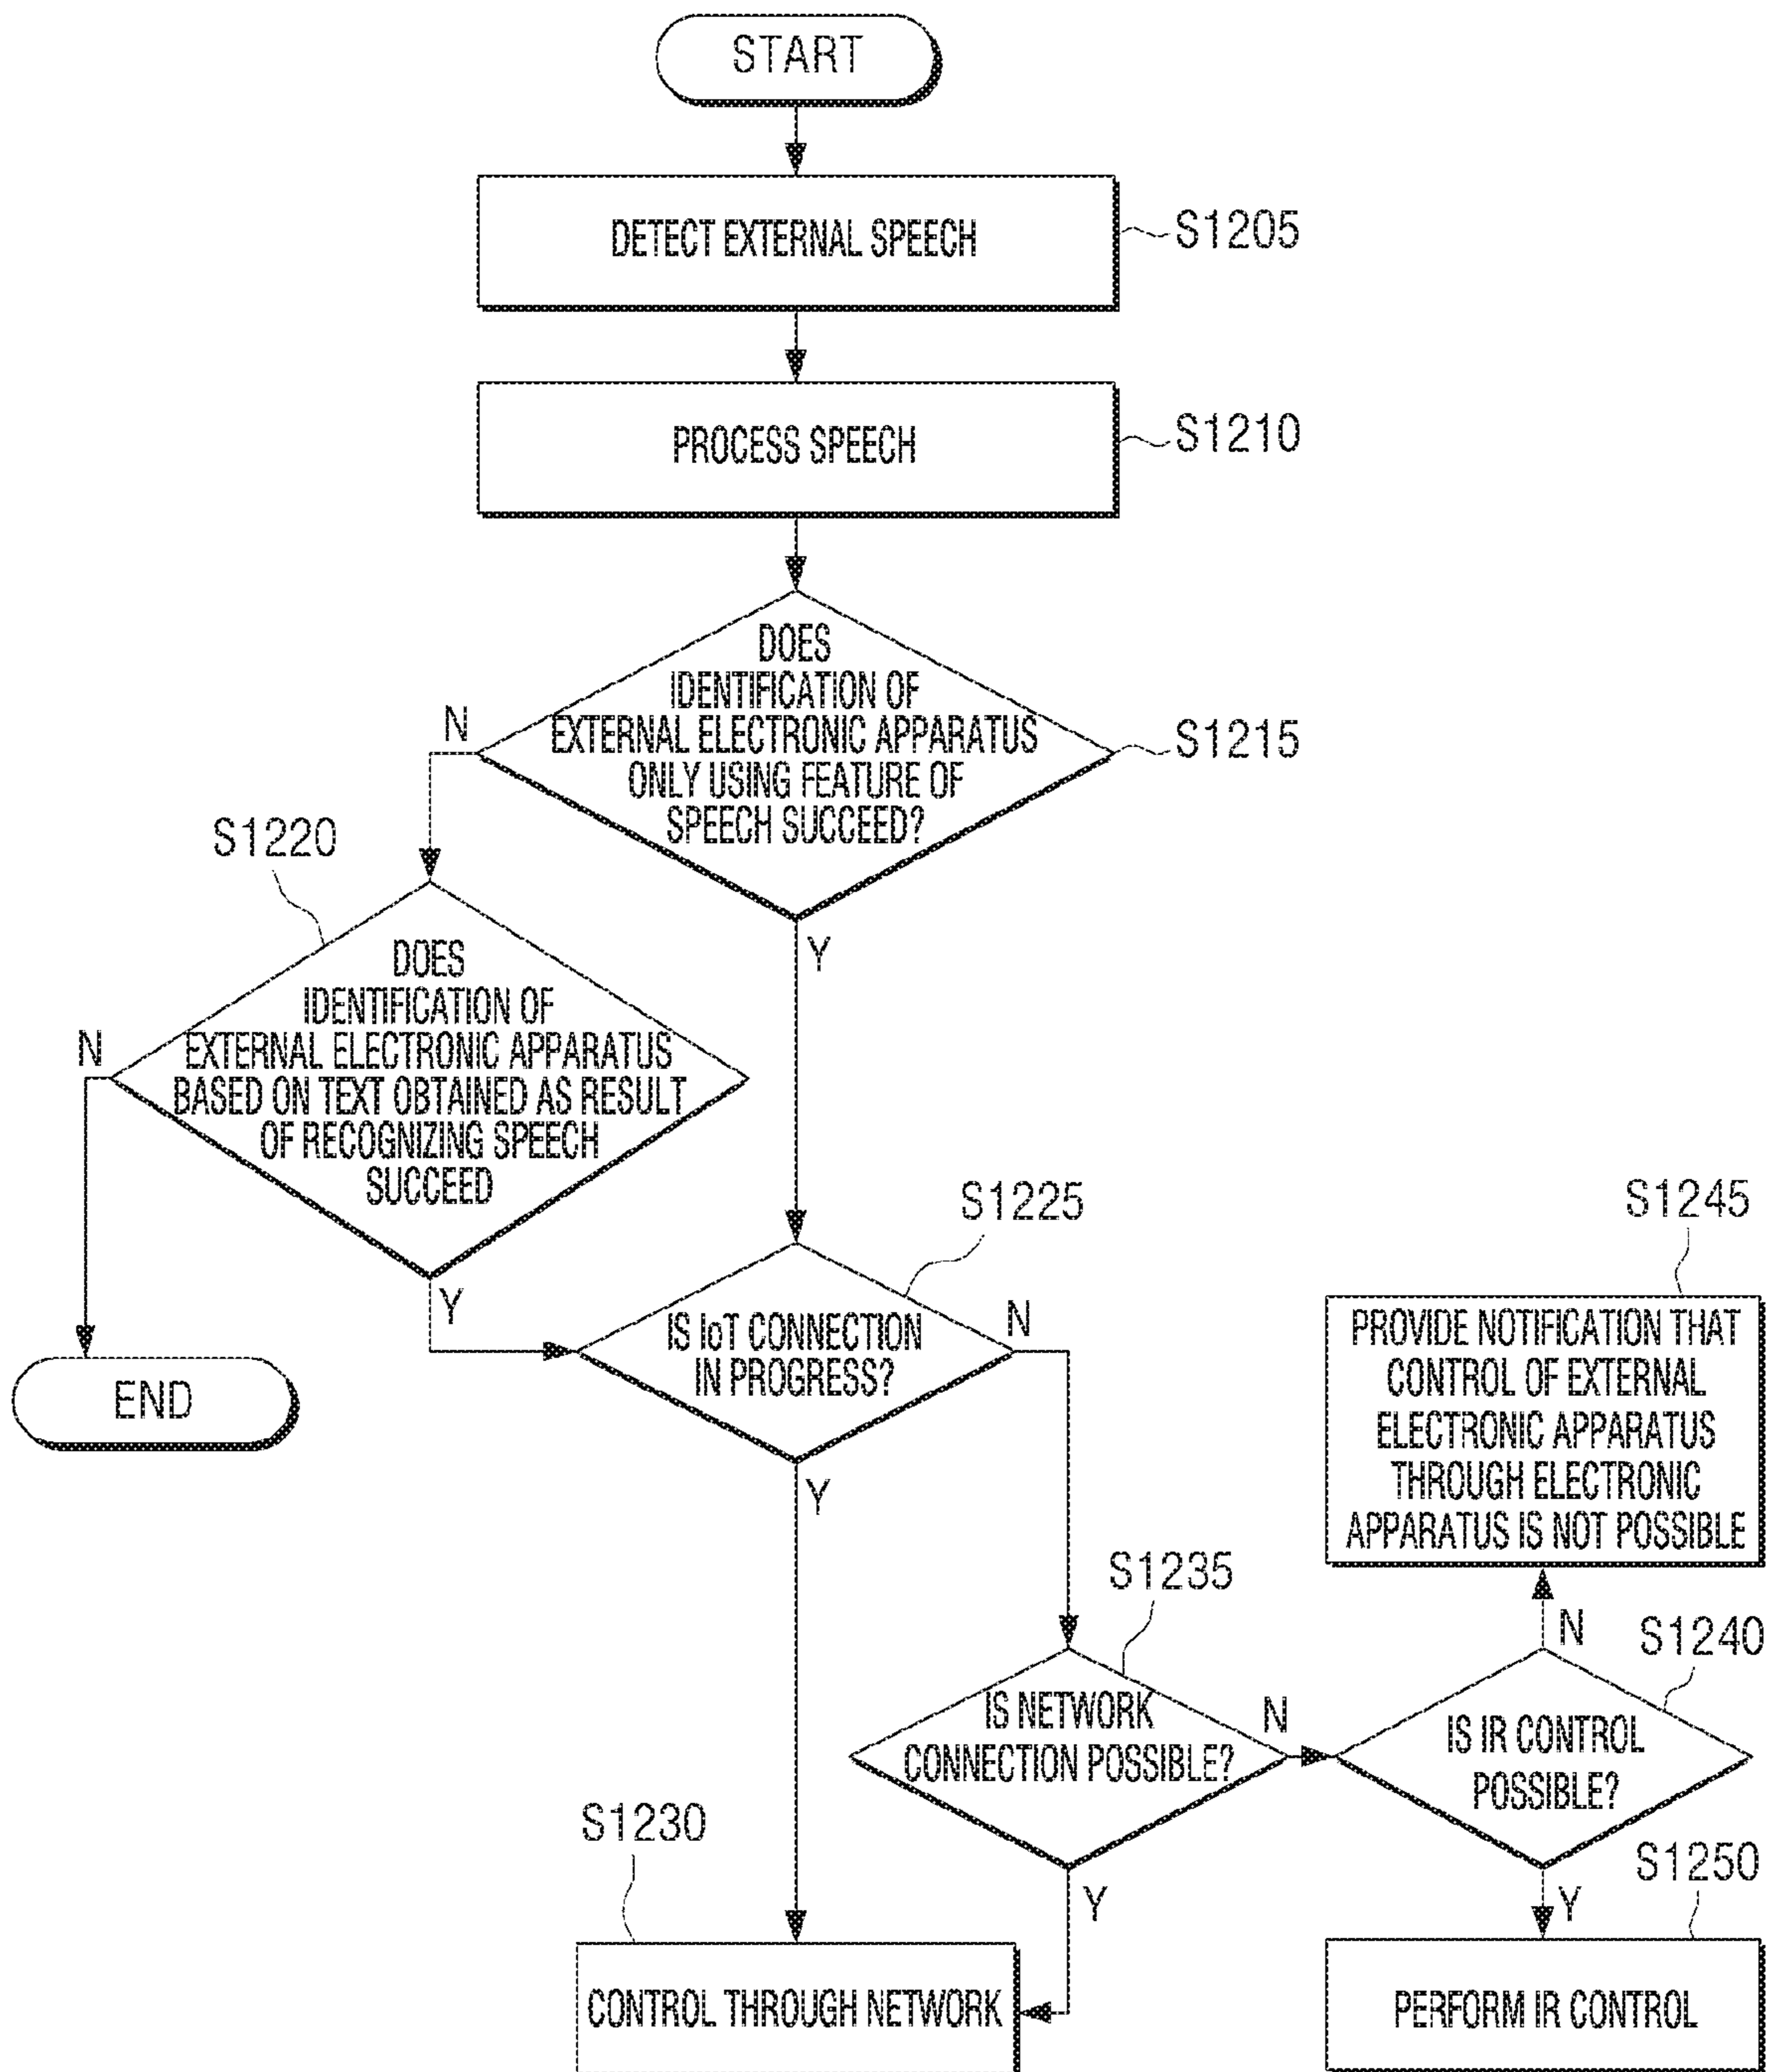 START
DETECT EXTERNAL SPEECH
S1205
PROCESS SPEECH
S1210
DOES
IDENTIFICATION OF
EXTERNAL ELECTRONIC APPARATUS
ONLY USING FEATURE OF
SPEECH SUCCEED?
S1215
N
Y
S1220
DOES
IDENTIFICATION OF
EXTERNAL ELECTRONIC APPARATUS
BASED ON TEXT OBTAINED AS RESULT
OF RECOGNIZING SPEECH
SUCCEED
N
Y
END
S1225
IS IoT CONNECTION
IN PROGRESS?
N
Y
S1245
PROVIDE NOTIFICATION THAT
CONTROL OF EXTERNAL
ELECTRONIC APPARATUS
THROUGH ELECTRONIC
APPARATUS IS NOT POSSIBLE
S1235
IS NETWORK
CONNECTION POSSIBLE?
N
Y
N
S1240
IS IR CONTROL
POSSIBLE?
Y
S1230
CONTROL THROUGH NETWORK
S1250
PERFORM IR CONTROL